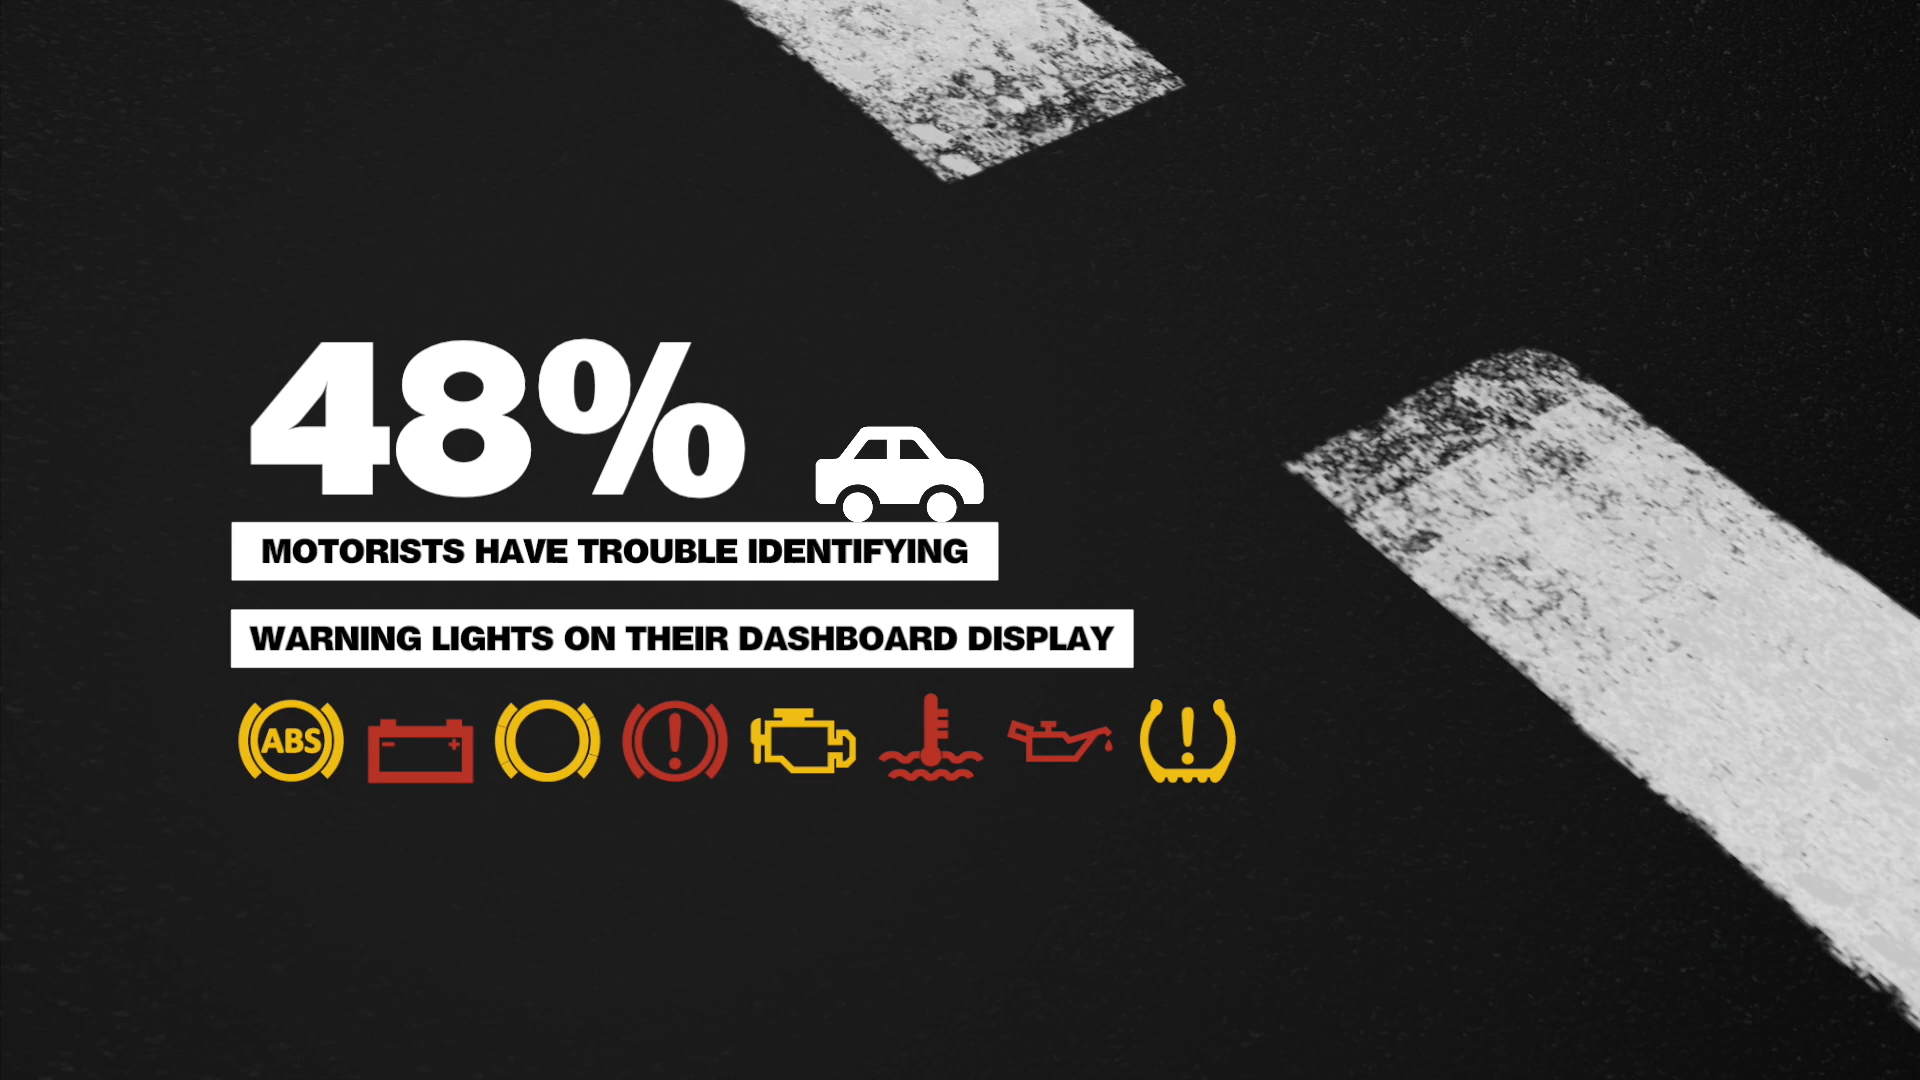 48%
MOTORISTS HAVE TROUBLE IDENTIFYING
WARNING LIGHTS ON THEIR DASHBOARD DISPLAY
ABS